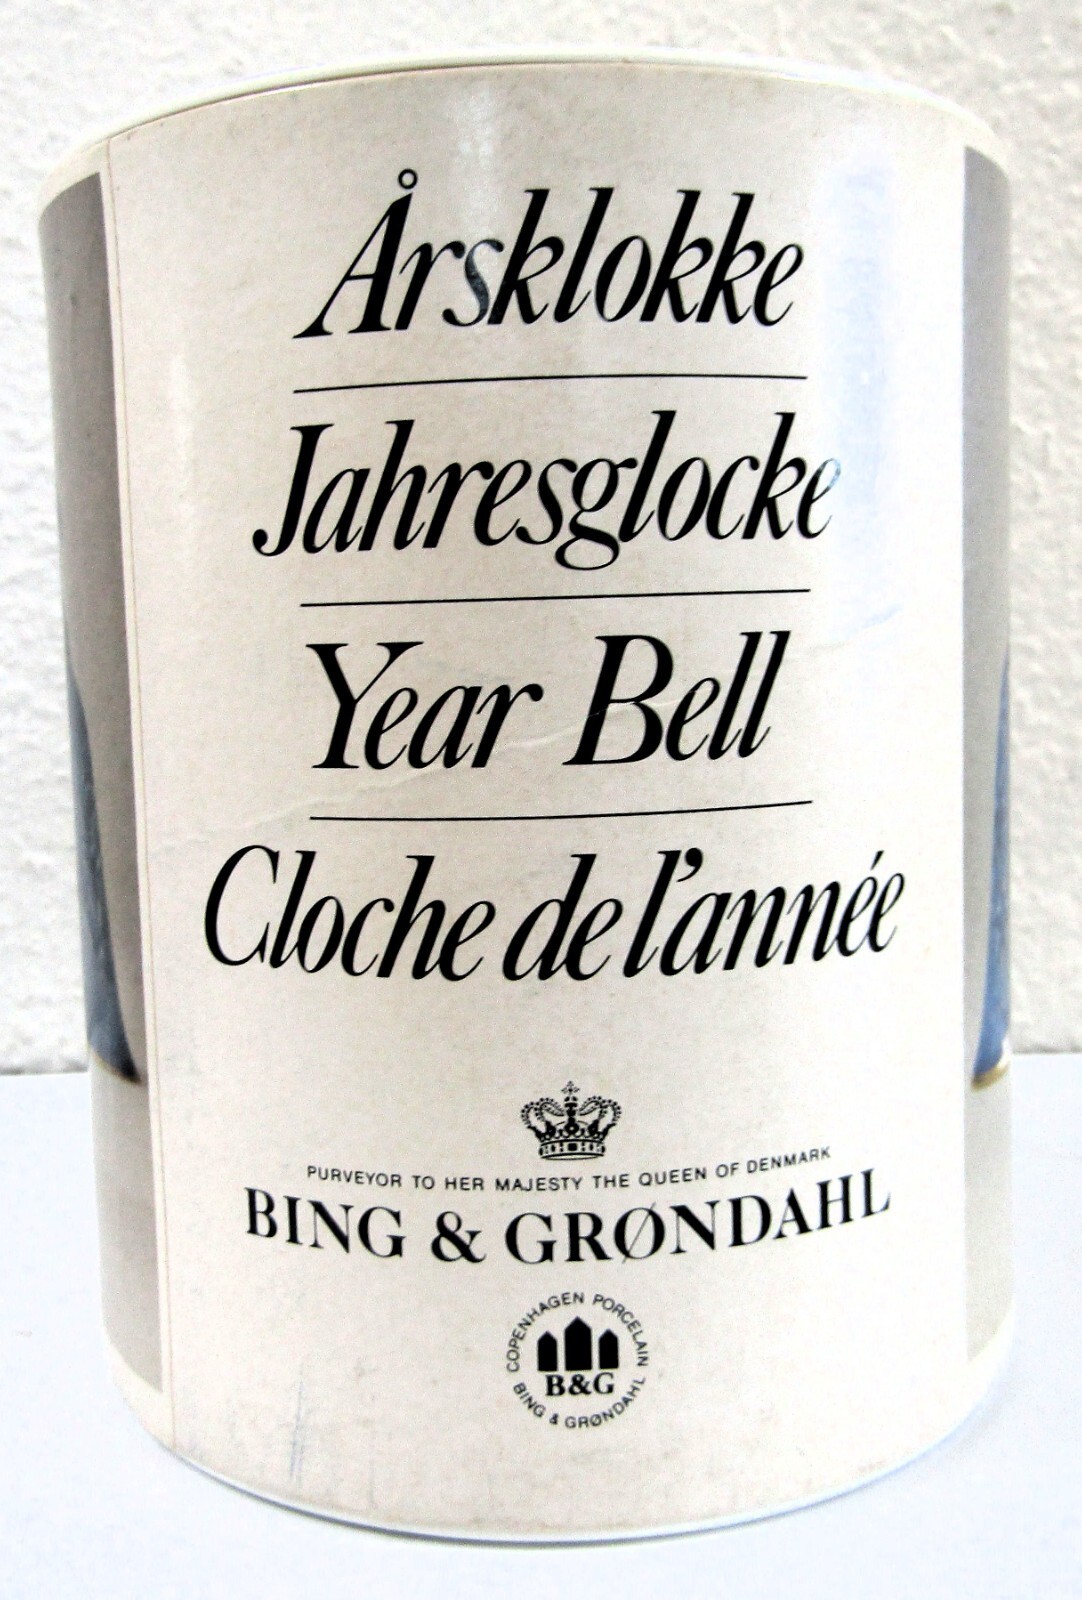 Årsklokke
Jahresglocke
Year Bell
Cloche de l'année
PURVEYOR TO HER MAJESTY THE QUEEN OF DENMARK
BING & GRØNDAHL
COPENHAGEN PORCELAIN
B&G
BING & GRØNDAHL